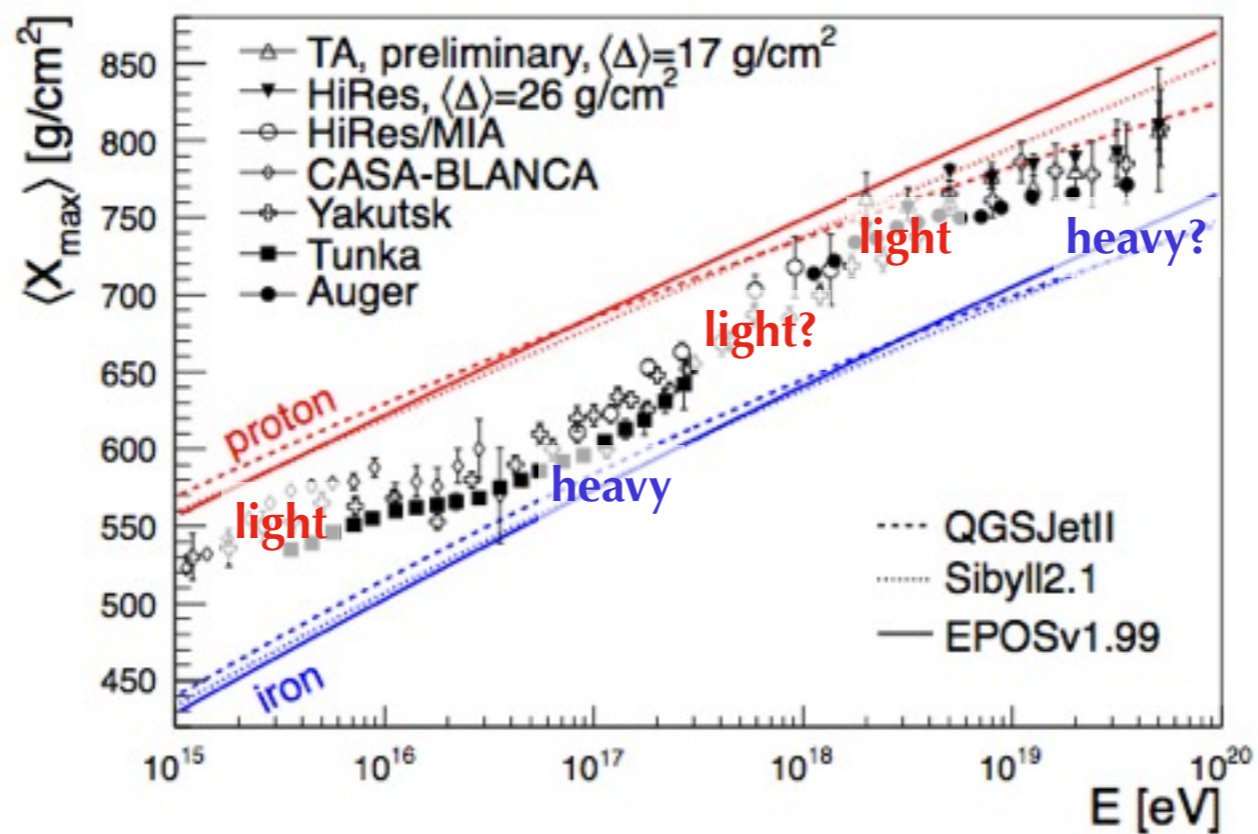 ⟨Xmax⟩ [g/cm²]
850
800
750
700
650
600
550
500
450
TA, preliminary, ⟨Δ⟩=17 g/cm²
HiRes, ⟨Δ⟩=26 g/cm²
HiRes/MIA
CASA-BLANCA
Yakutsk
Tunka
Auger
light
heavy?
light?
proton
heavy
light
QGSJetII
Sibyll2.1
EPOSv1.99
iron
10¹⁵ 10¹⁶ 10¹⁷ 10¹⁸ 10¹⁹ 10²⁰
E [eV]